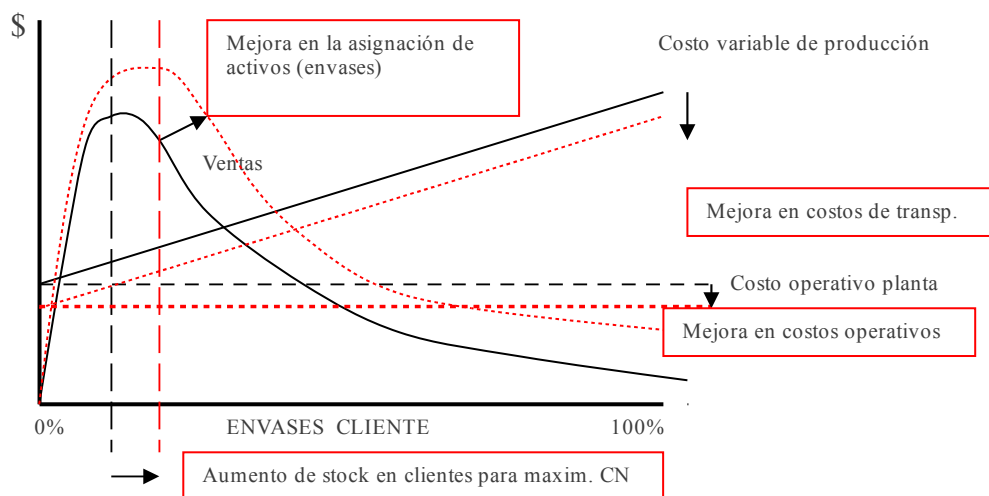 $
Mejora en la asignación de
activos (envases)
Costo variable de producción
Ventas
Mejora en costos de transp.
Costo operativo planta
Mejora en costos operativos
0%
ENVASES CLIENTE
100%
Aumento de stock en clientes para maxim. CN